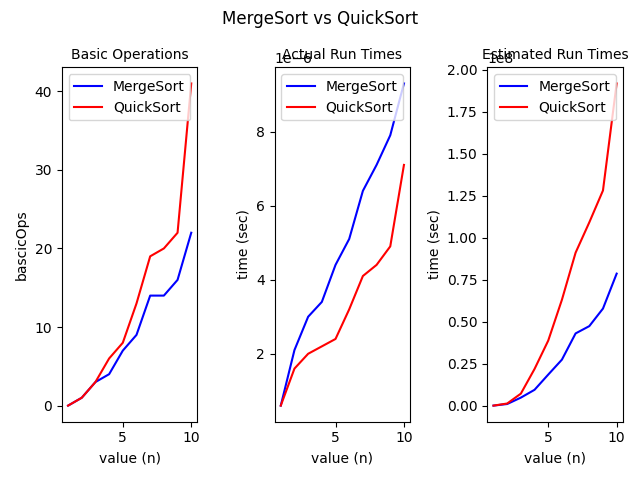 MergeSort vs QuickSort
Basic Operations
MergeSort
QuickSort
40
30
20
10
0
5
10
bascicOps
value (n)
Actual Run Times
1e−6
MergeSort
QuickSort
8
6
4
2
5
10
time (sec)
value (n)
Estimated Run Times
1e8
MergeSort
QuickSort
2.00
1.75
1.50
1.25
1.00
0.75
0.50
0.25
0.00
5
10
time (sec)
value (n)